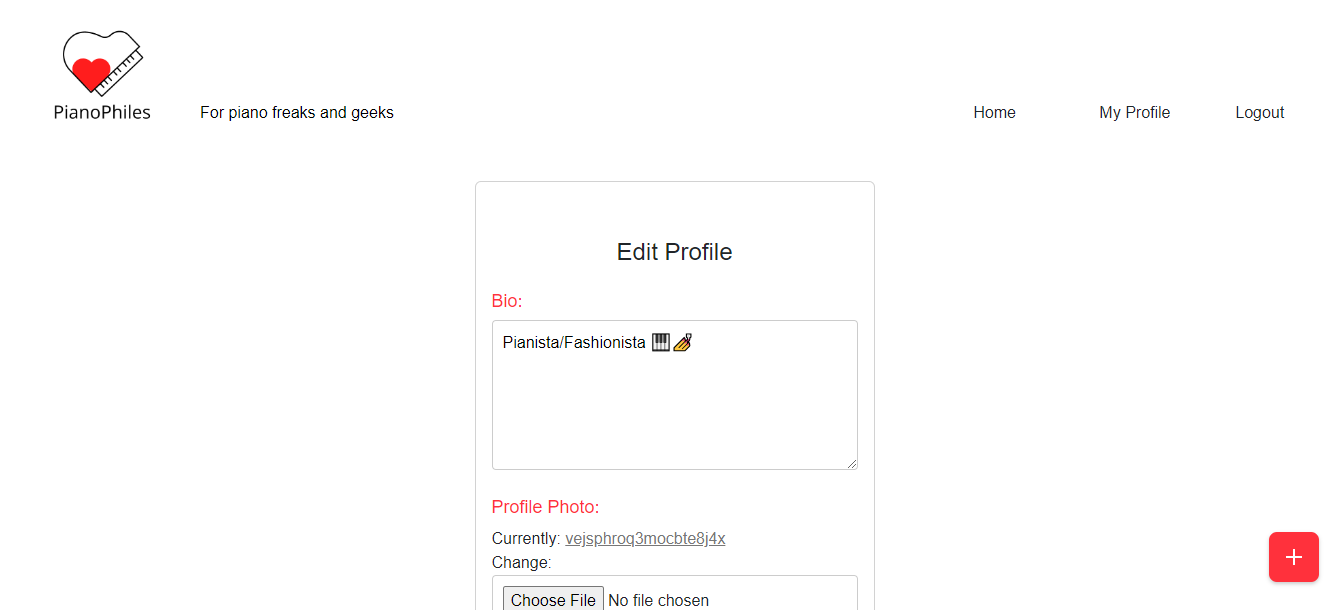 PianoPhiles
For piano freaks and geeks
Home
My Profile
Logout
Edit Profile
Bio:
Pianista/Fashionista 🎹💅
Profile Photo:
Currently: vejsphroq3mocbte8j4x
Change:
Choose File No file chosen
+